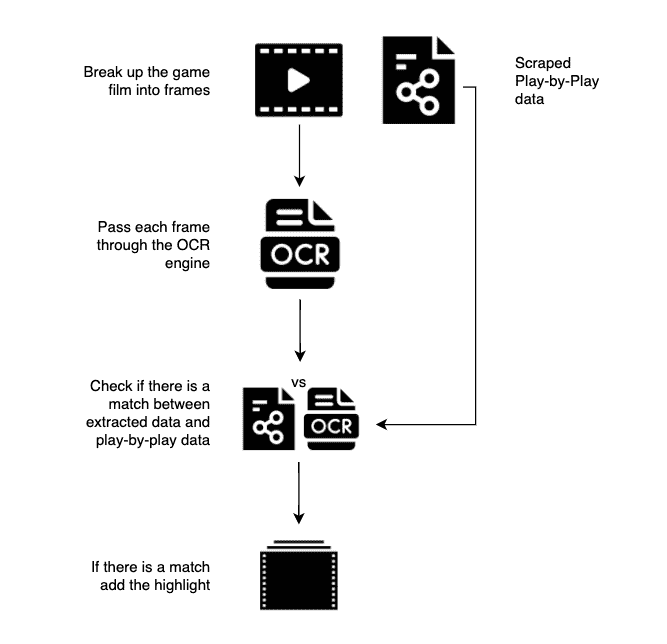 Break up the game
film into frames
Scraped
Play-by-Play
data
Pass each frame
through the OCR
engine
OCR
Check if there is a
match between
extracted data and
play-by-play data
vs
OCR
If there is a match
add the highlight